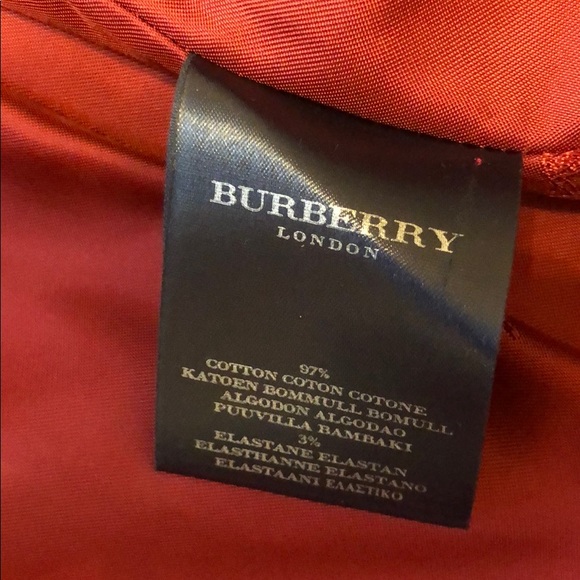 BURBERRY
LONDON
97%
COTTON COTON COTONE
KATOEN BOMMULL BOMULL
ALGODON ALGODAO
PUUVILLA BAMBAKI
3%
ELASTANE ELASTAN
ELASTHANNE ELASTANO
ELASTAANI ΕΛΑΣΤΙΚΟ